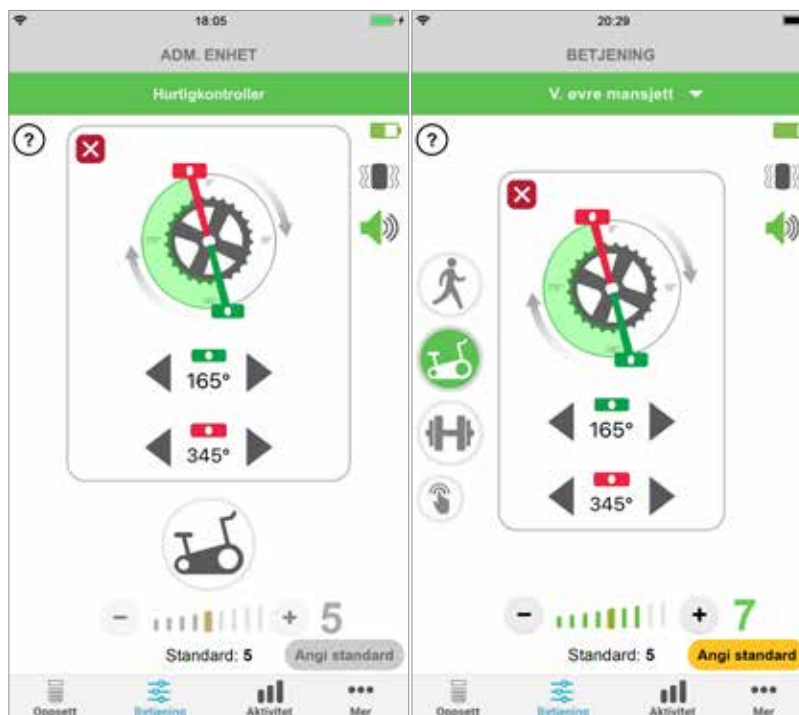 18:05
ADM. ENHET
Hurtigkontroller
?
165°
345°
5
Standard: 5
Angi standard
Oppsett
Betjening
Aktivitet
Mer
20:29
BETJENING
V. øvre mansjett
?
165°
345°
7
Standard: 5
Angi standard
Oppsett
Betjening
Aktivitet
Mer